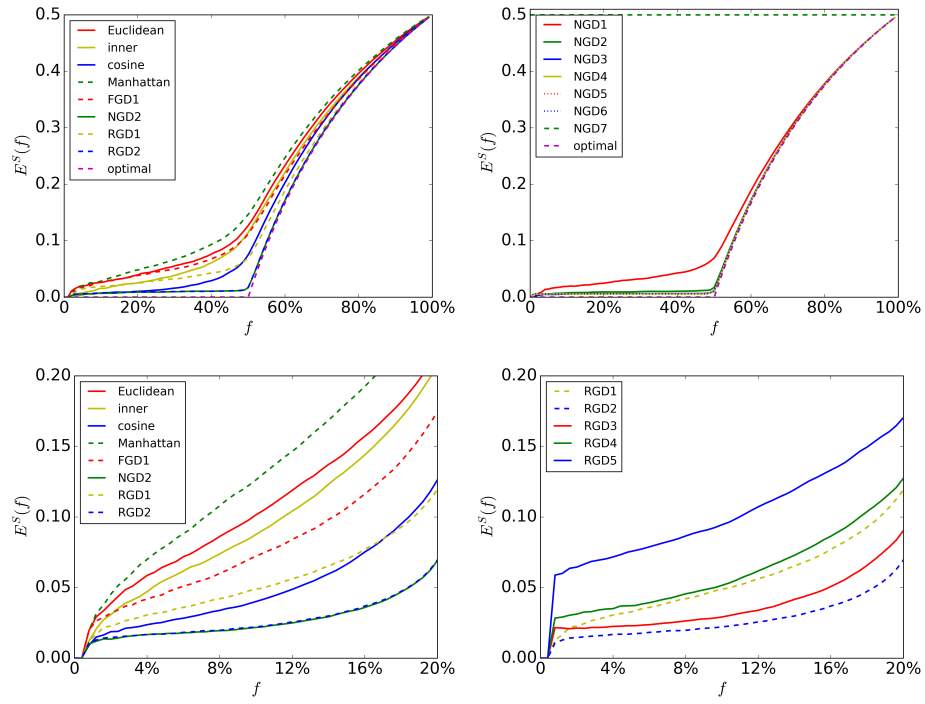 0.5
0.4
0.3
0.2
0.1
0.0
E^S(f)
Euclidean
inner
cosine
Manhattan
FGD1
NGD2
RGD1
RGD2
optimal
0 20% 40% 60% 80% 100%
f
0.5
0.4
0.3
0.2
0.1
0.0
E^S(f)
NGD1
NGD2
NGD3
NGD4
NGD5
NGD6
NGD7
optimal
0 20% 40% 60% 80% 100%
f
0.20
0.15
0.10
0.05
0.00
E^S(f)
Euclidean
inner
cosine
Manhattan
FGD1
NGD2
RGD1
RGD2
0 4% 8% 12% 16% 20%
f
0.20
0.15
0.10
0.05
0.00
E^S(f)
RGD1
RGD2
RGD3
RGD4
RGD5
0 4% 8% 12% 16% 20%
f